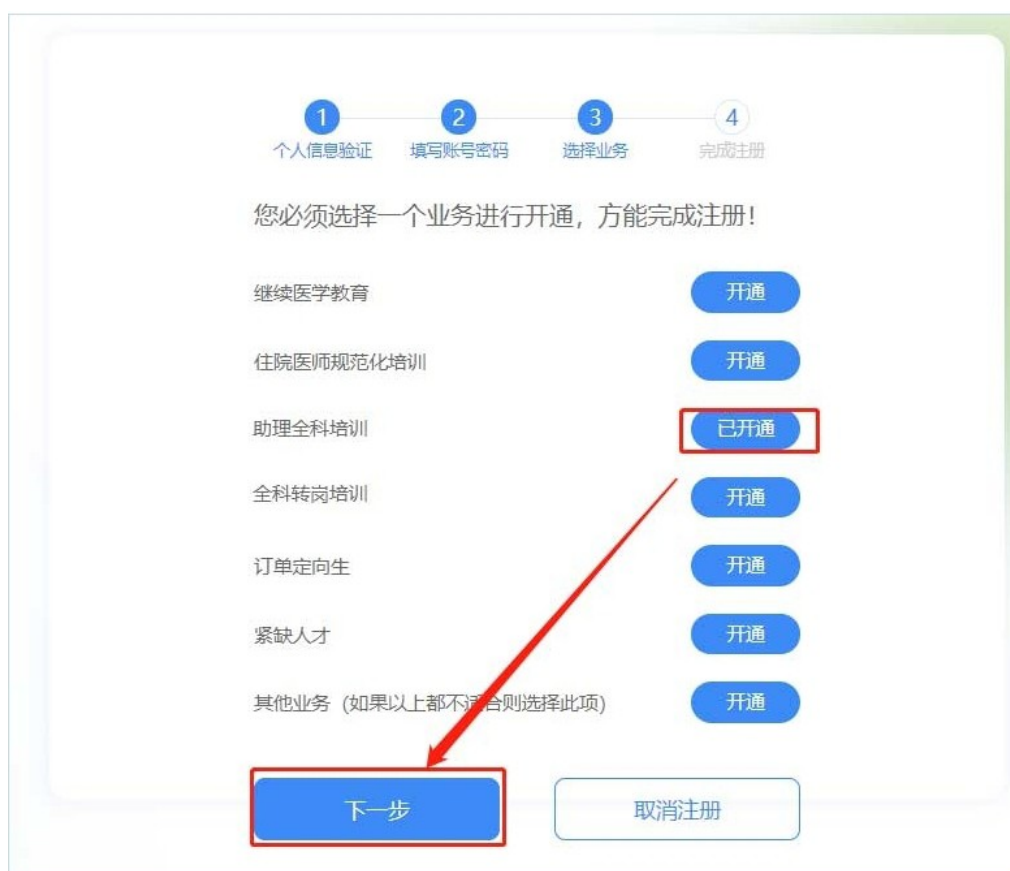 1 2 3 4
个人信息验证 填写账号密码 选择业务 完成注册
您必须选择一个业务进行开通，方能完成注册！
继续医学教育 开通
住院医师规范化培训 开通
助理全科培训 已开通
全科转岗培训 开通
订单定向生 开通
紧缺人才 开通
其他业务（如果以上都不适合则选择此项） 开通
下一步 取消注册